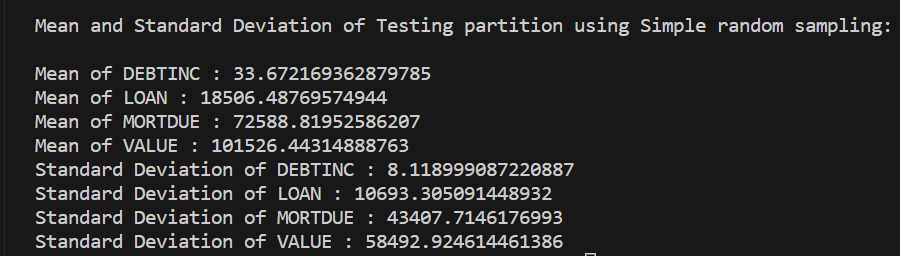 Mean and Standard Deviation of Testing partition using Simple random sampling:
Mean of DEBTINC : 33.672169362879785
Mean of LOAN : 18506.48769574944
Mean of MORTDUE : 72588.81952586207
Mean of VALUE : 101526.44314888763
Standard Deviation of DEBTINC : 8.118999087220887
Standard Deviation of LOAN : 10693.305091448932
Standard Deviation of MORTDUE : 43407.7146176993
Standard Deviation of VALUE : 58492.924614461386